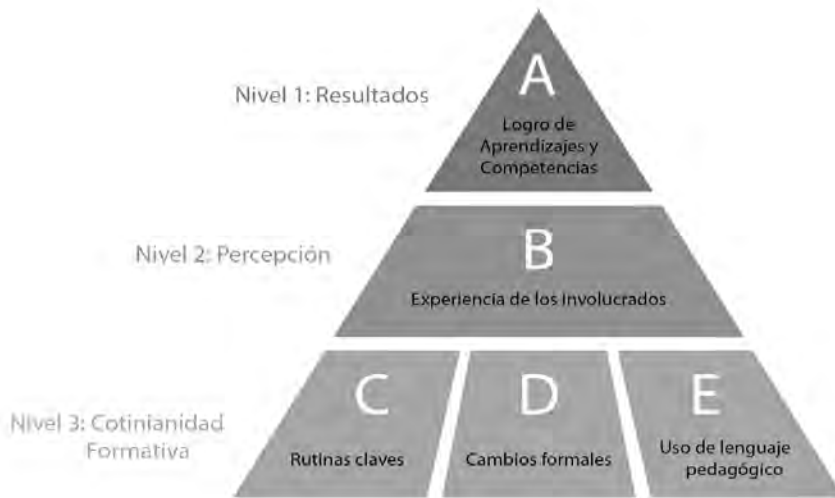 A
Nivel 1: Resultados
Logro de
Aprendizajes y
Competencias
B
Nivel 2: Percepción
Experiencia de los involucrados
C
D
E
Nivel 3: Cotinianidad
Formativa
Rutinas claves
Cambios formales
Uso de lenguaje
pedagógico